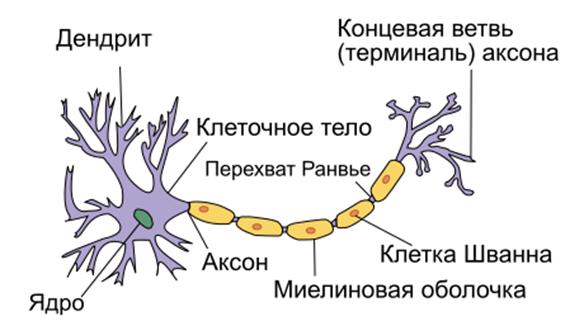 Дендрит
Концевая ветвь
(терминаль) аксона
Клеточное тело
Перехват Ранвье
Аксон
Клетка Шванна
Миелиновая оболочка
Ядро